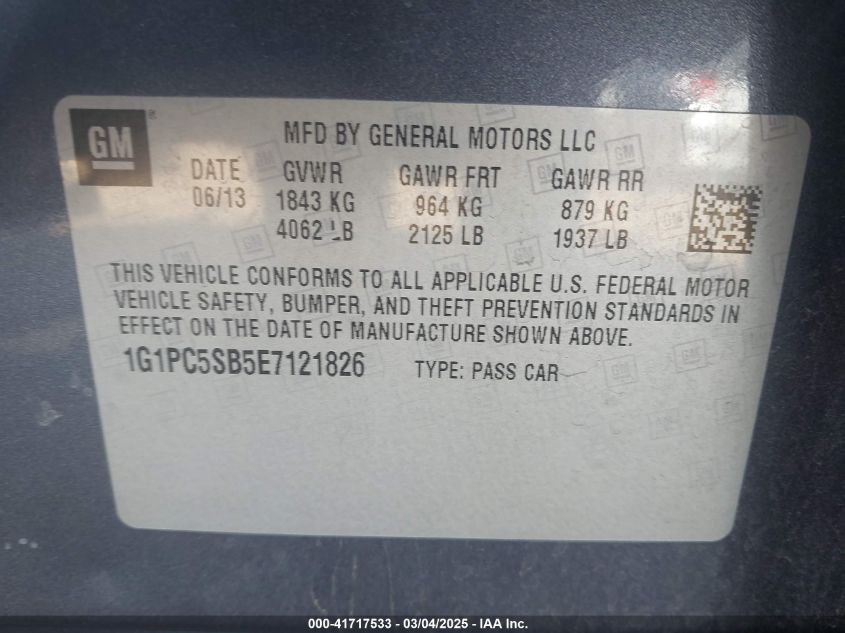 GM
MFD BY GENERAL MOTORS LLC
DATE GVWR GAWR FRT GAWR RR
06/13 1843 KG 964 KG 879 KG
4062 LB 2125 LB 1937 LB
THIS VEHICLE CONFORMS TO ALL APPLICABLE U.S. FEDERAL MOTOR
VEHICLE SAFETY, BUMPER, AND THEFT PREVENTION STANDARDS IN
EFFECT ON THE DATE OF MANUFACTURE SHOWN ABOVE.
1G1PC5SB5E7121826 TYPE: PASS CAR
000-41717533 - 03/04/2025 - IAA Inc.